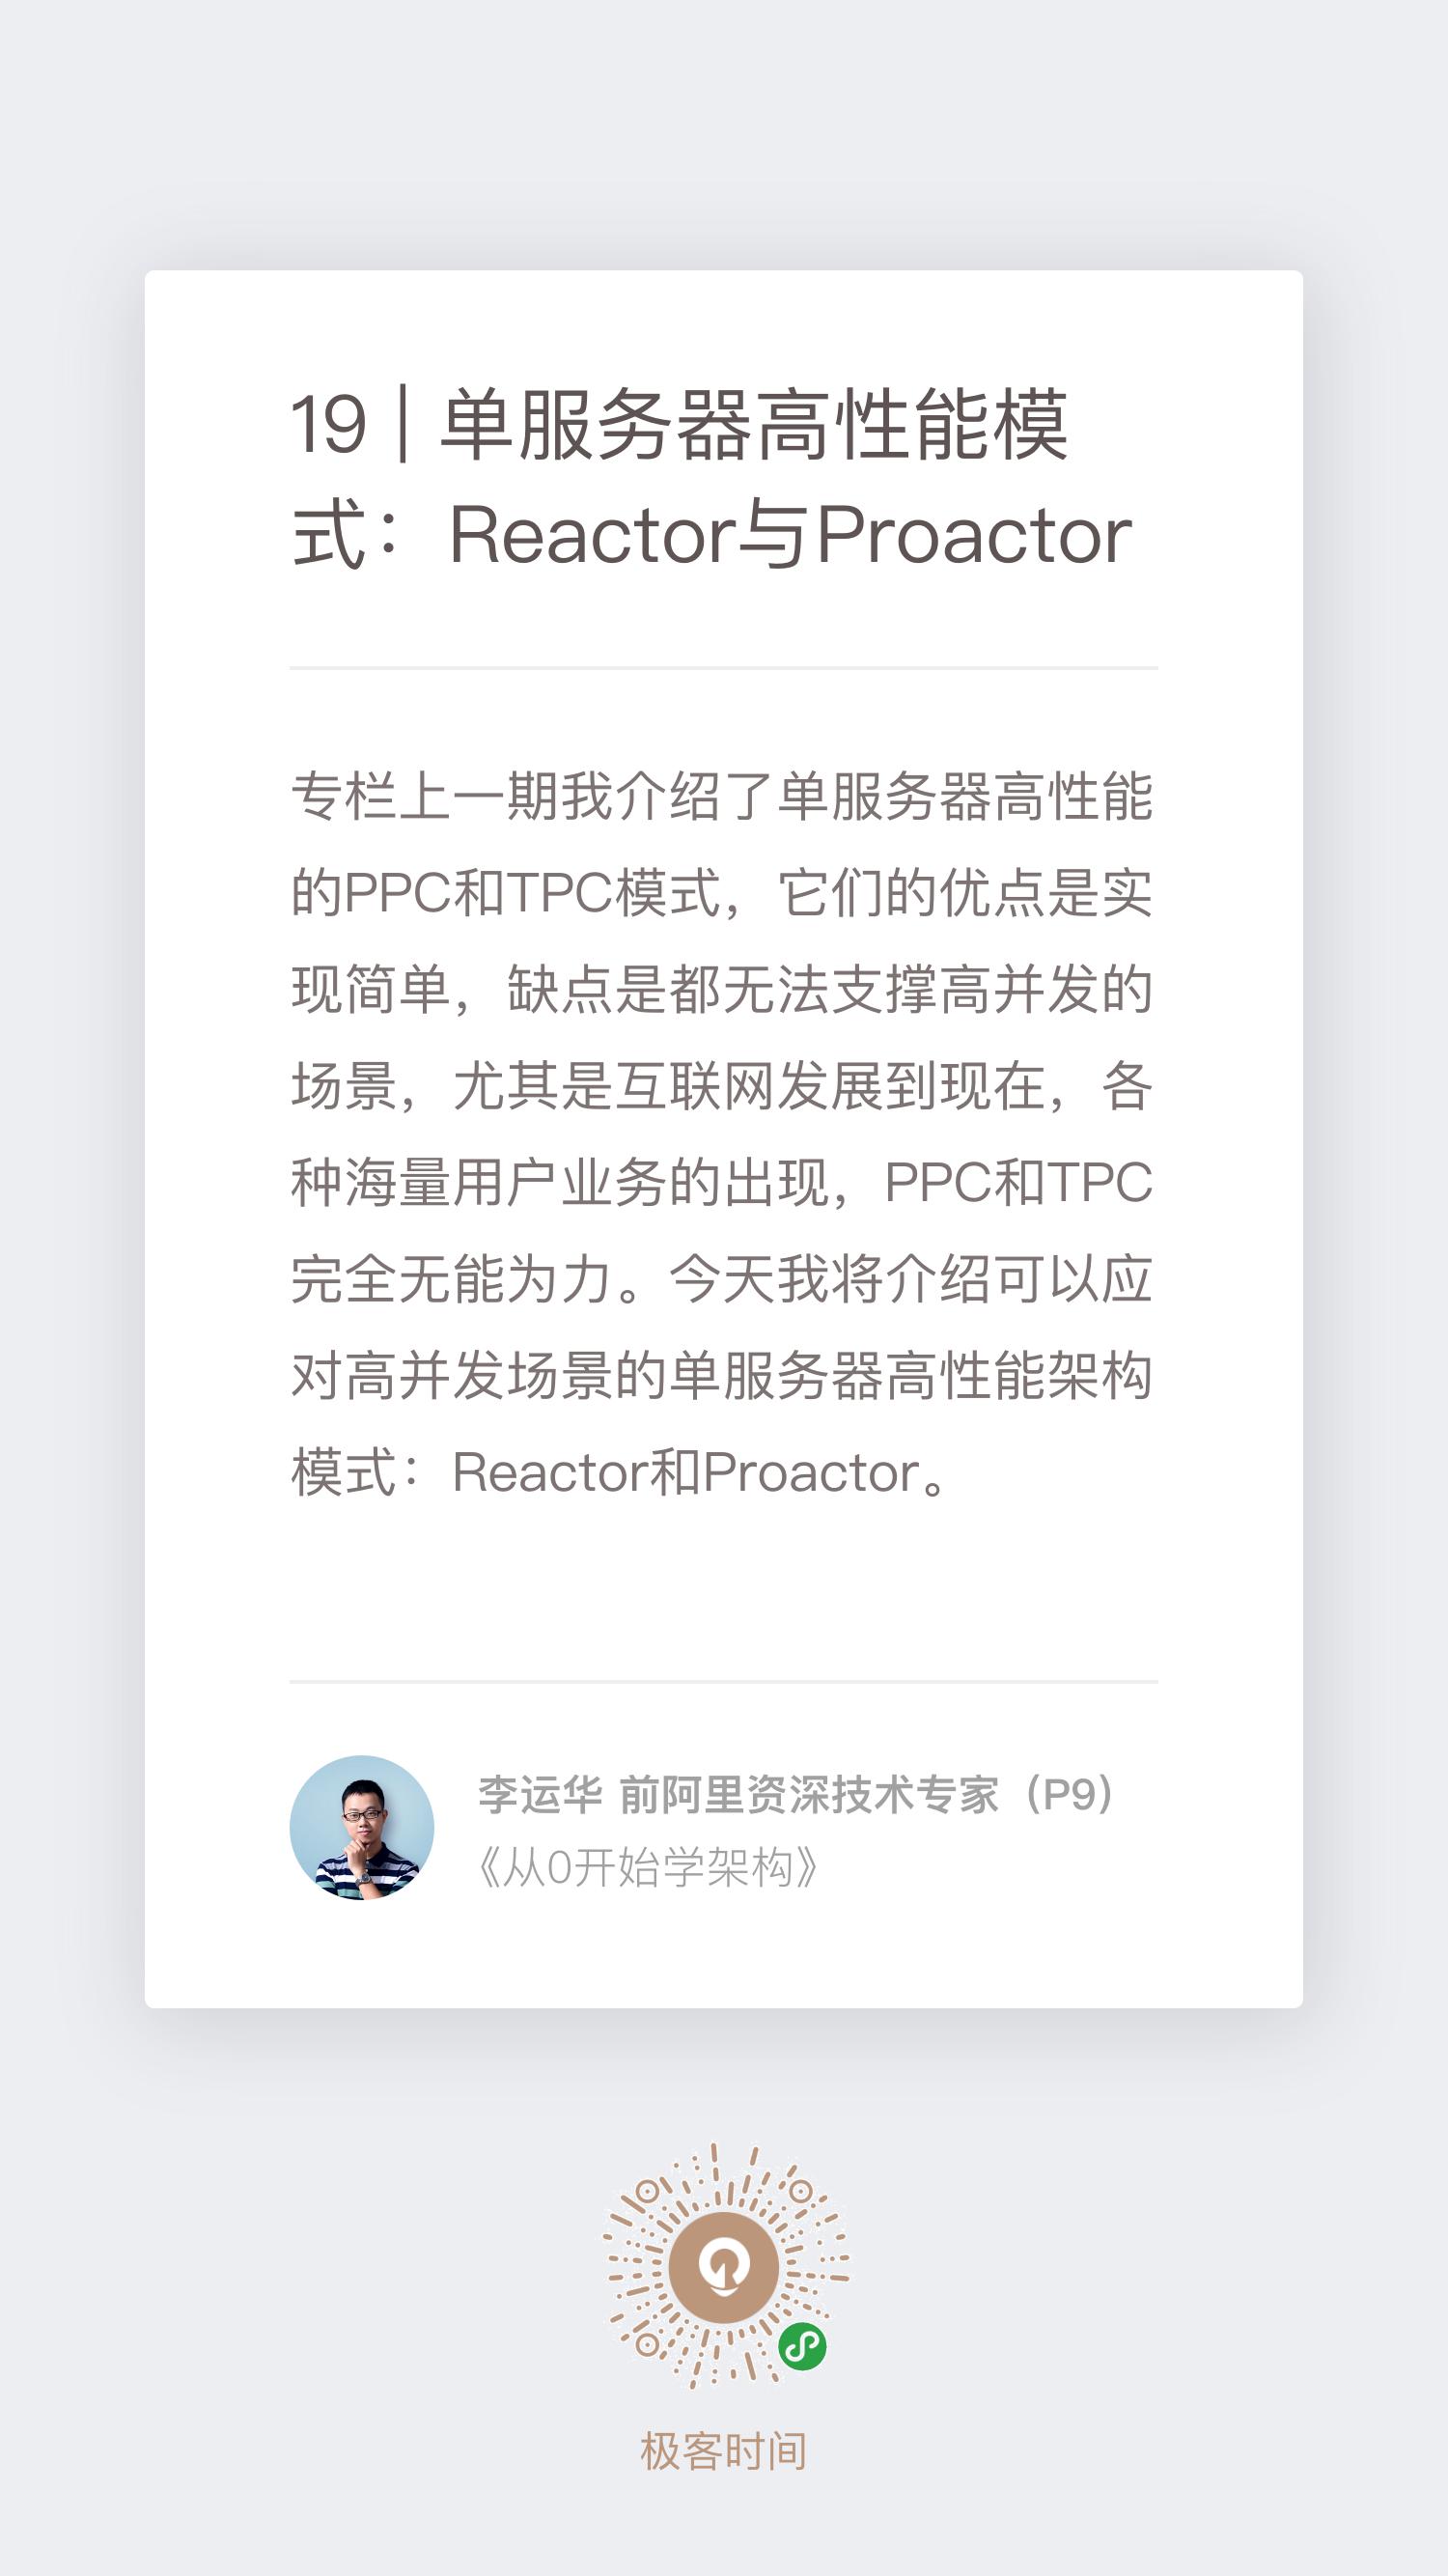 19 | 单服务器高性能模
式：Reactor与Proactor
专栏上一期我介绍了单服务器高性能
的PPC和TPC模式，它们的优点是实
现简单，缺点是都无法支撑高并发的
场景，尤其是互联网发展到现在，各
种海量用户业务的出现，PPC和TPC
完全无能为力。今天我将介绍可以应
对高并发场景的单服务器高性能架构
模式：Reactor和Proactor。
李运华 前阿里资深技术专家（P9）
《从0开始学架构》
极客时间